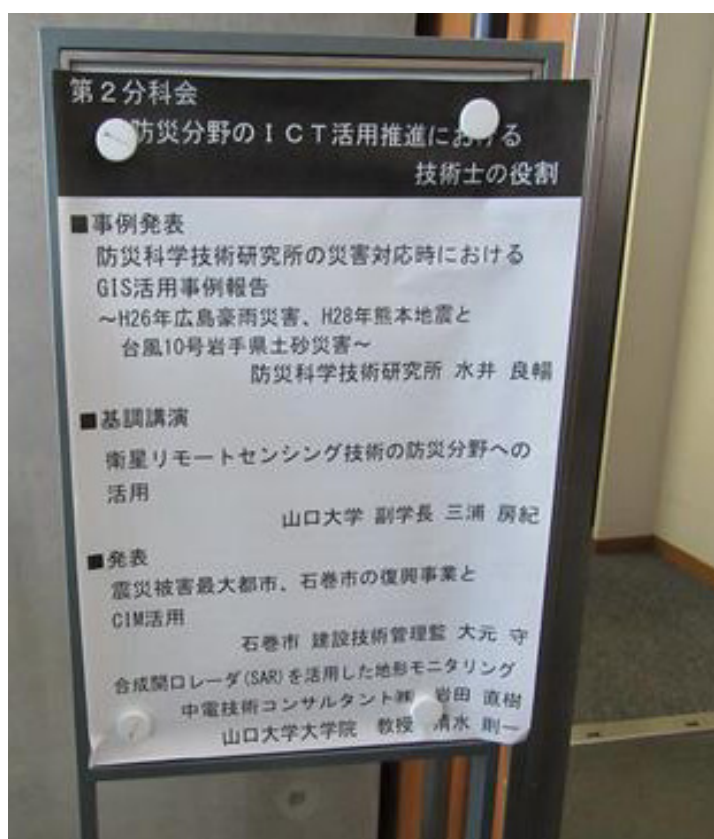 第2分科会
防災分野のICT活用推進における
技術士の役割
■事例発表
防災科学技術研究所の災害対応時における
GIS活用事例報告
～H26年広島豪雨災害、H28年熊本地震と
台風10号岩手県土砂災害～
防災科学技術研究所 水井 良暢
■基調講演
衛星リモートセンシング技術の防災分野への
活用
山口大学 副学長 三浦 房紀
■発表
震災被害最大都市、石巻市の復興事業と
CIM活用
石巻市 建設技術管理監 大元 守
合成開口レーダ(SAR)を活用した地形モニタリング
中電技術コンサルタント㈱ 岩田 直樹
山口大学大学院 教授 清水 則一